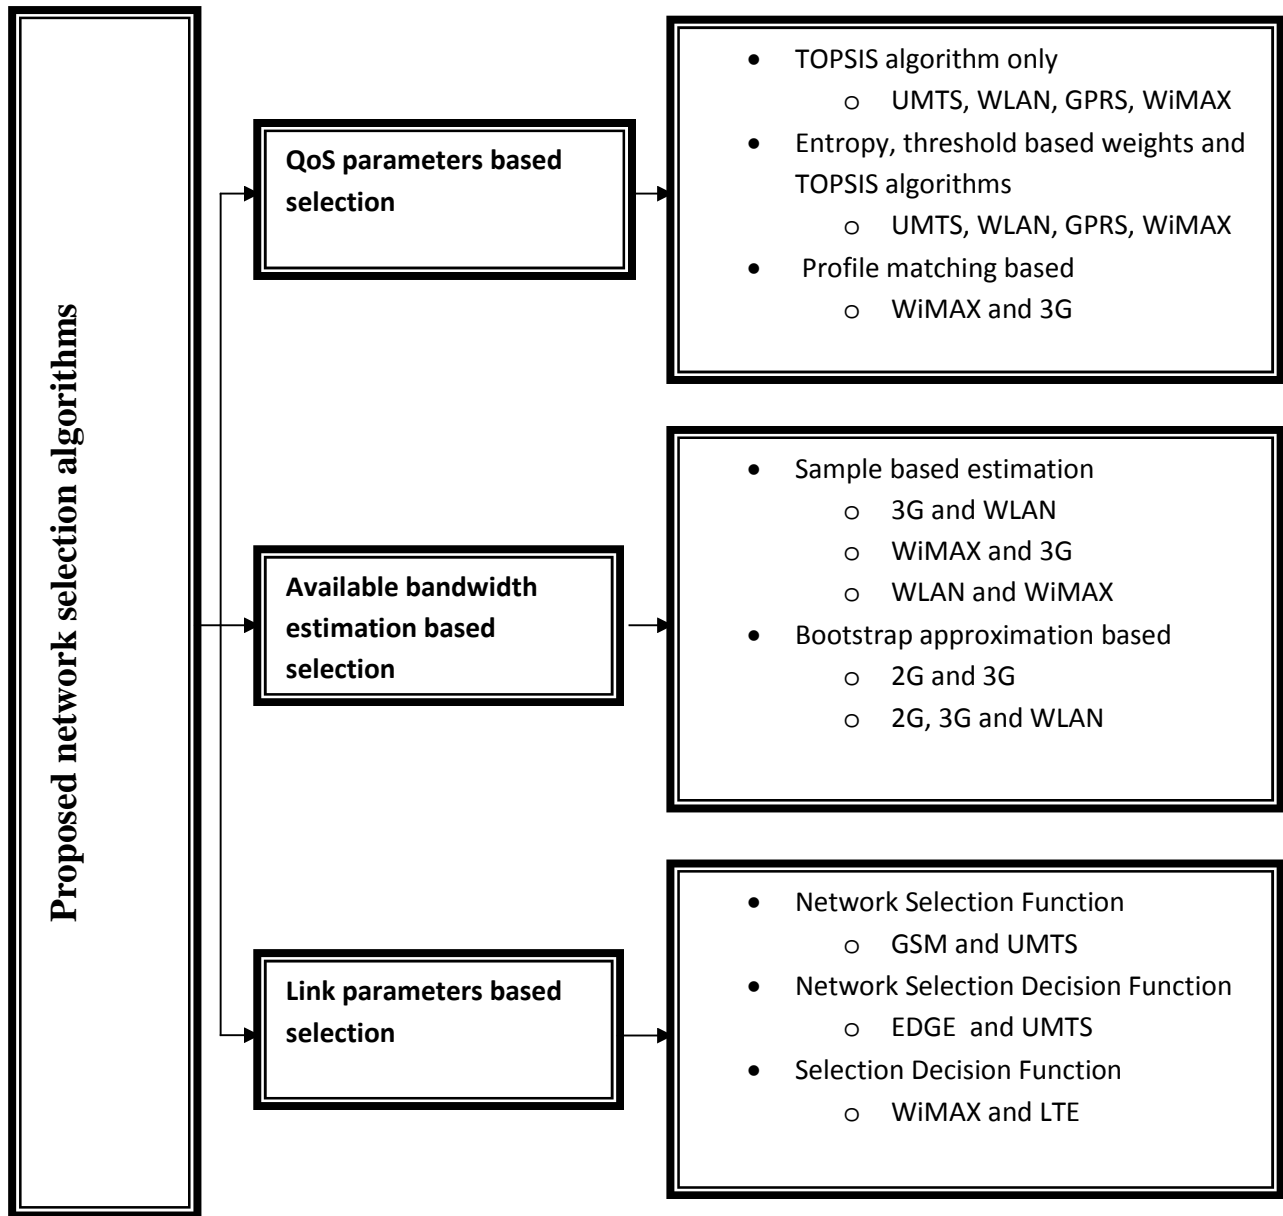 Proposed network selection algorithms
QoS parameters based
selection
• TOPSIS algorithm only
o UMTS, WLAN, GPRS, WiMAX
• Entropy, threshold based weights and
TOPSIS algorithms
o UMTS, WLAN, GPRS, WiMAX
• Profile matching based
o WiMAX and 3G
Available bandwidth
estimation based
selection
• Sample based estimation
o 3G and WLAN
o WiMAX and 3G
o WLAN and WiMAX
• Bootstrap approximation based
o 2G and 3G
o 2G, 3G and WLAN
Link parameters based
selection
• Network Selection Function
o GSM and UMTS
• Network Selection Decision Function
o EDGE and UMTS
• Selection Decision Function
o WiMAX and LTE